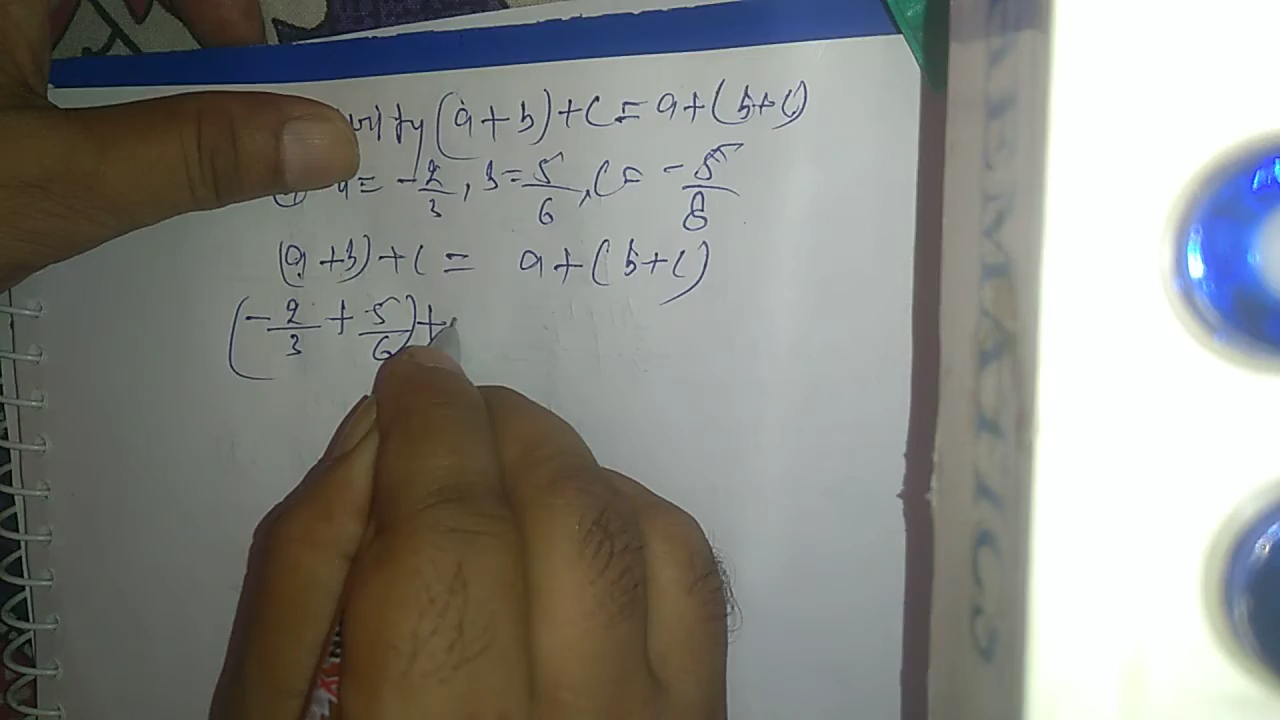 (a+b)+c=a+(b+c)
a=-2/3, b=5/6, c=-5/8
(a+b)+c= a+(b+c)
(-2/3+5/6)+